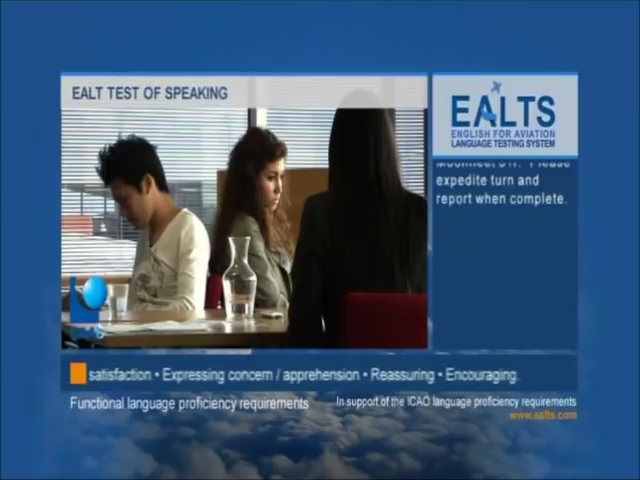 EALT TEST OF SPEAKING
EALTS
ENGLISH FOR AVIATION
LANGUAGE TESTING SYSTEM
expedite turn and
report when complete.
satisfaction • Expressing concern / apprehension • Reassuring • Encouraging.
Functional language proficiency requirements
In support of the ICAO language proficiency requirements
www.ealts.com